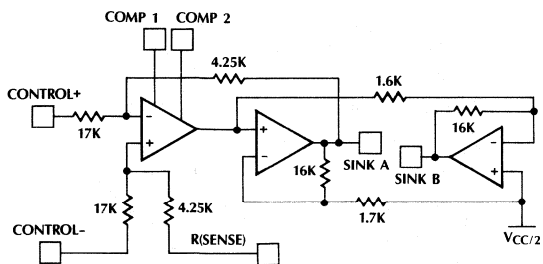 COMP 1
COMP 2
4.25K
CONTROL+
17K
1.6K
16K
SINK A
16K
SINK B
17K
4.25K
1.7K
CONTROL–
R(SENSE)
VCC/2